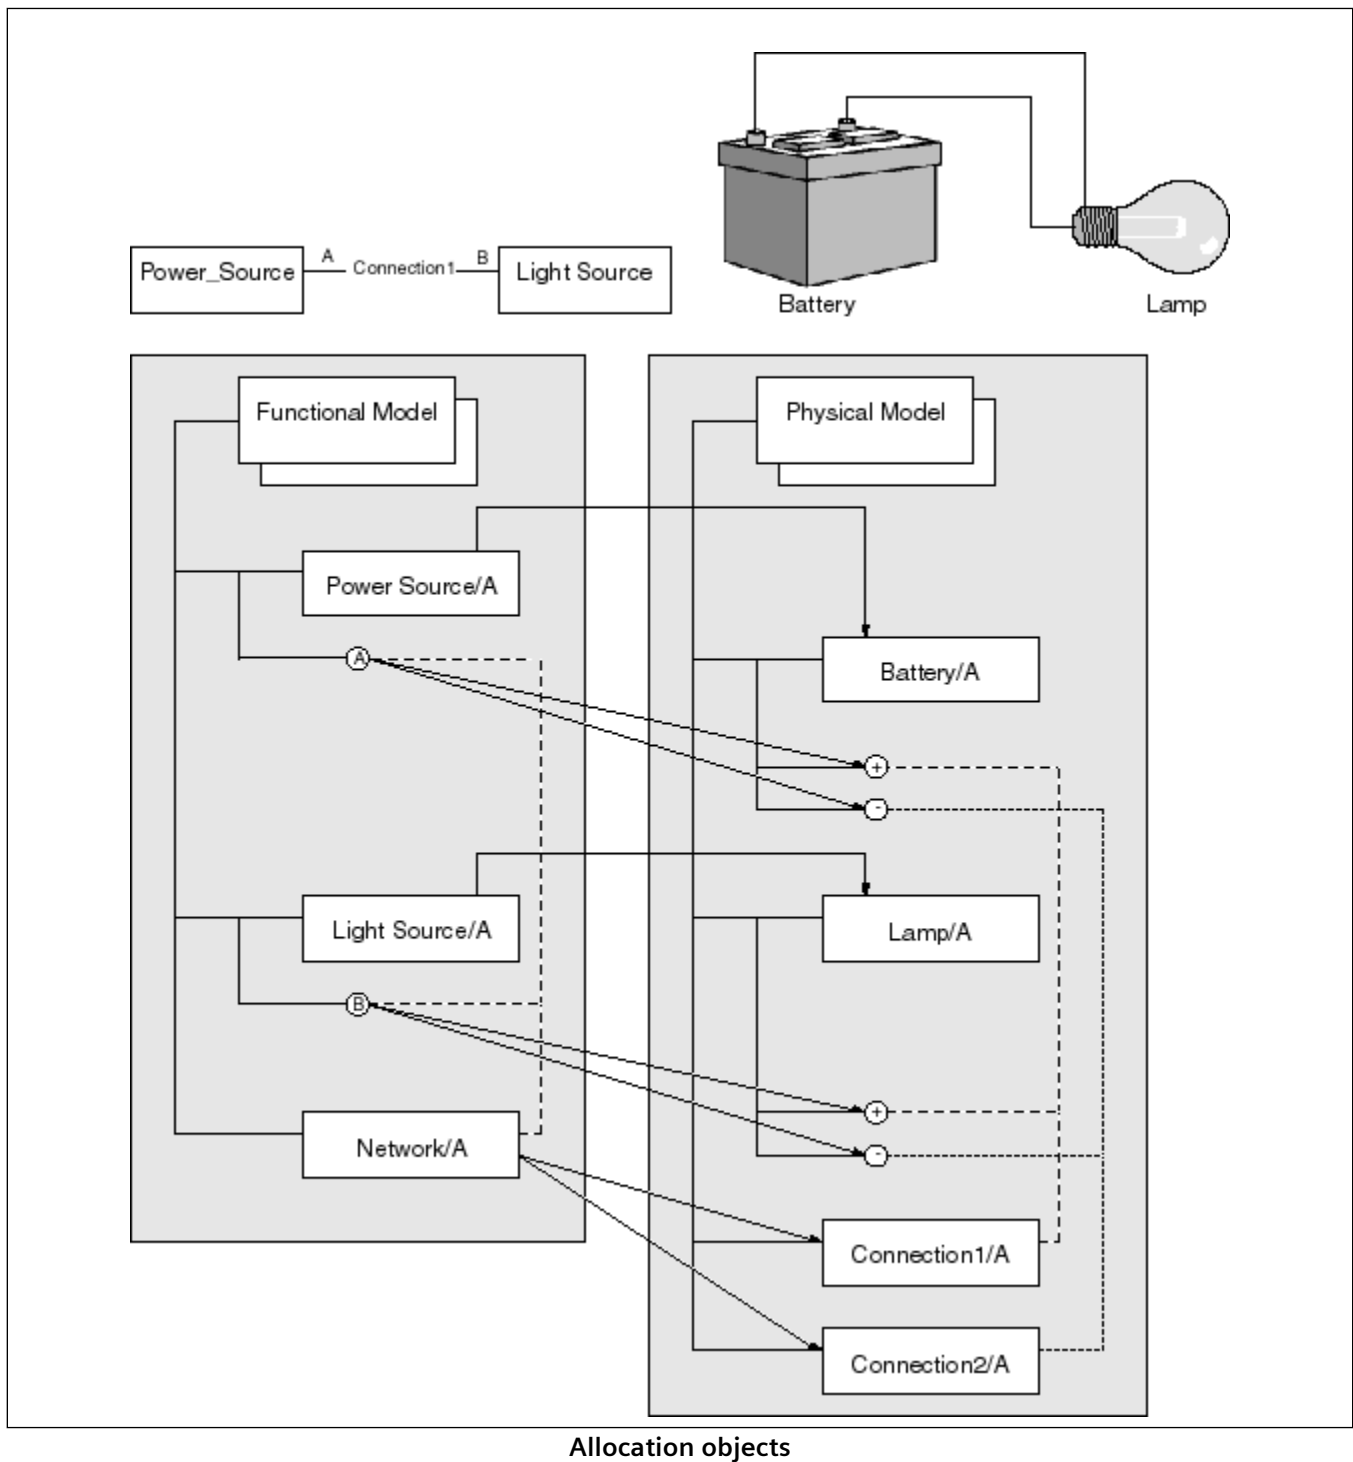 A
B
Power_Source
Connection1
Light Source
Battery
Lamp
Functional Model
Physical Model
Power Source/A
A
Battery/A
+
-
Light Source/A
Lamp/A
B
+
-
Network/A
Connection1/A
Connection2/A
Allocation objects